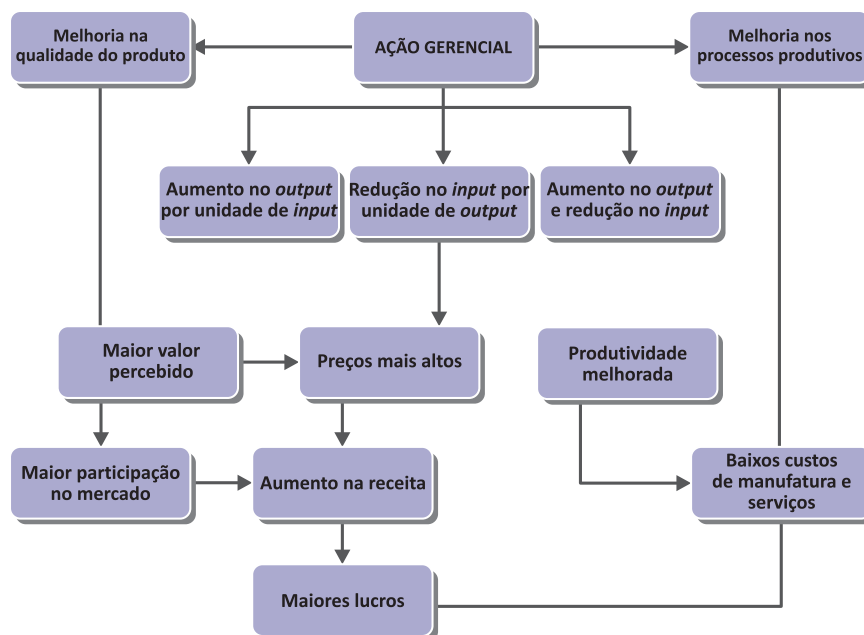 Melhoria na
qualidade do produto
AÇÃO GERENCIAL
Melhoria nos
processos produtivos
Aumento no output
por unidade de input
Redução no input por
unidade de output
Aumento no output
e redução no input
Maior valor
percebido
Preços mais altos
Produtividade
melhorada
Maior participação
no mercado
Aumento na receita
Baixos custos
de manufatura e
serviços
Maiores lucros